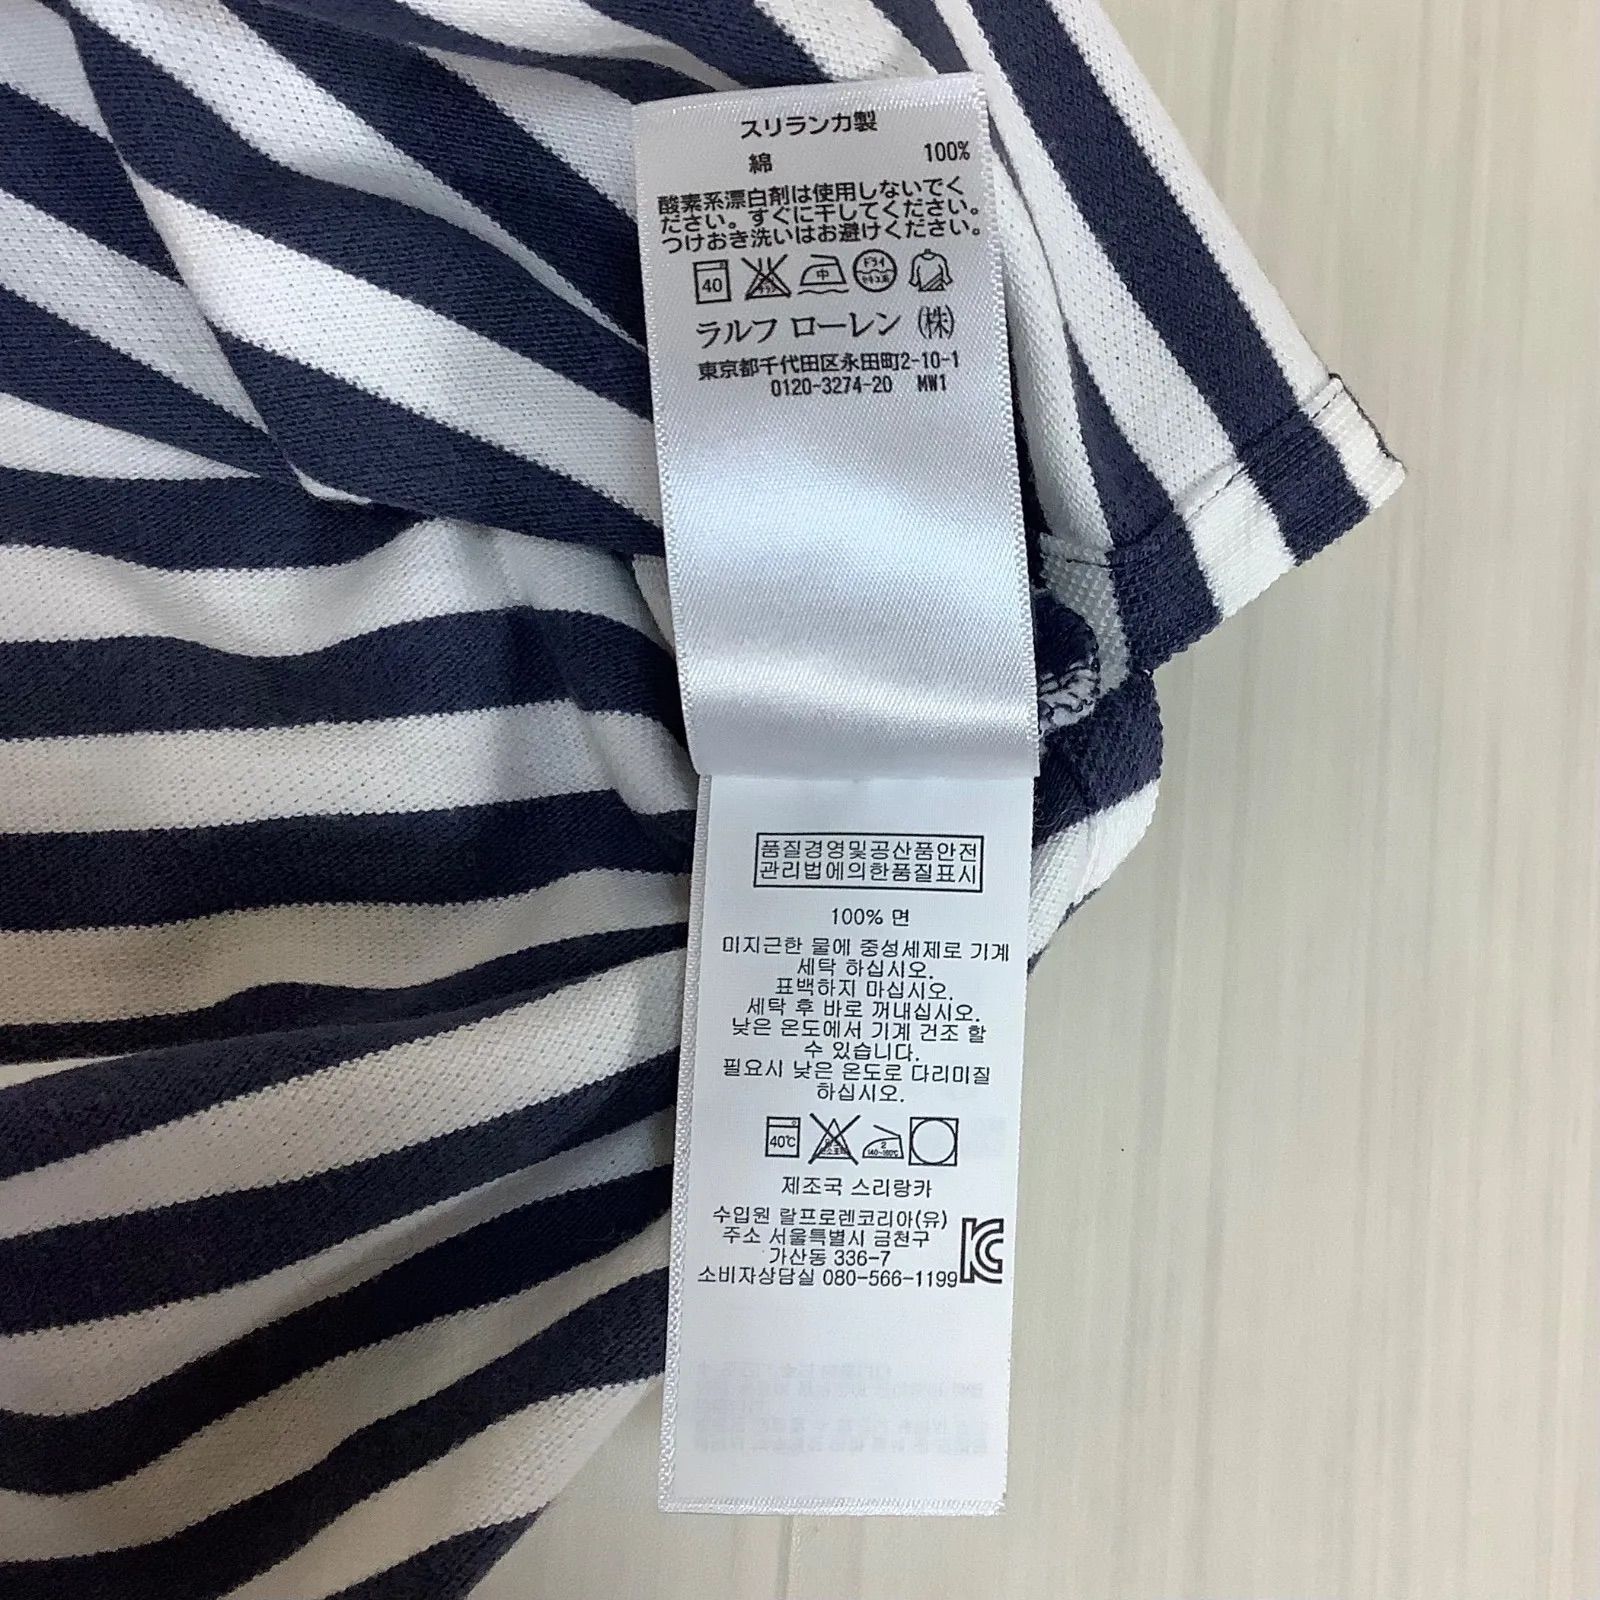 スリランカ製
綿 100%
酸素系漂白剤は使用しないでく
ださい。すぐに干してください。
つけおき洗いはお避けください。
40 中 ドライ
ラルフ ローレン (株)
東京都千代田区永田町2-10-1
0120-3274-20 MW1
품질경영및공산품안전
관리법에의한품질표시
100% 면
미지근한 물에 중성세제로 기계
세탁 하십시오.
표백하지 마십시오.
세탁 후 바로 꺼내십시오.
낮은 온도에서 기계 건조 할
수 있습니다.
필요시 낮은 온도로 다리미질
하십시오.
40℃ 2 140-160℃
제조국 스리랑카
수입원 랄프로렌코리아(유)
주소 서울특별시 금천구
가산동 336-7
소비자상담실 080-566-1199